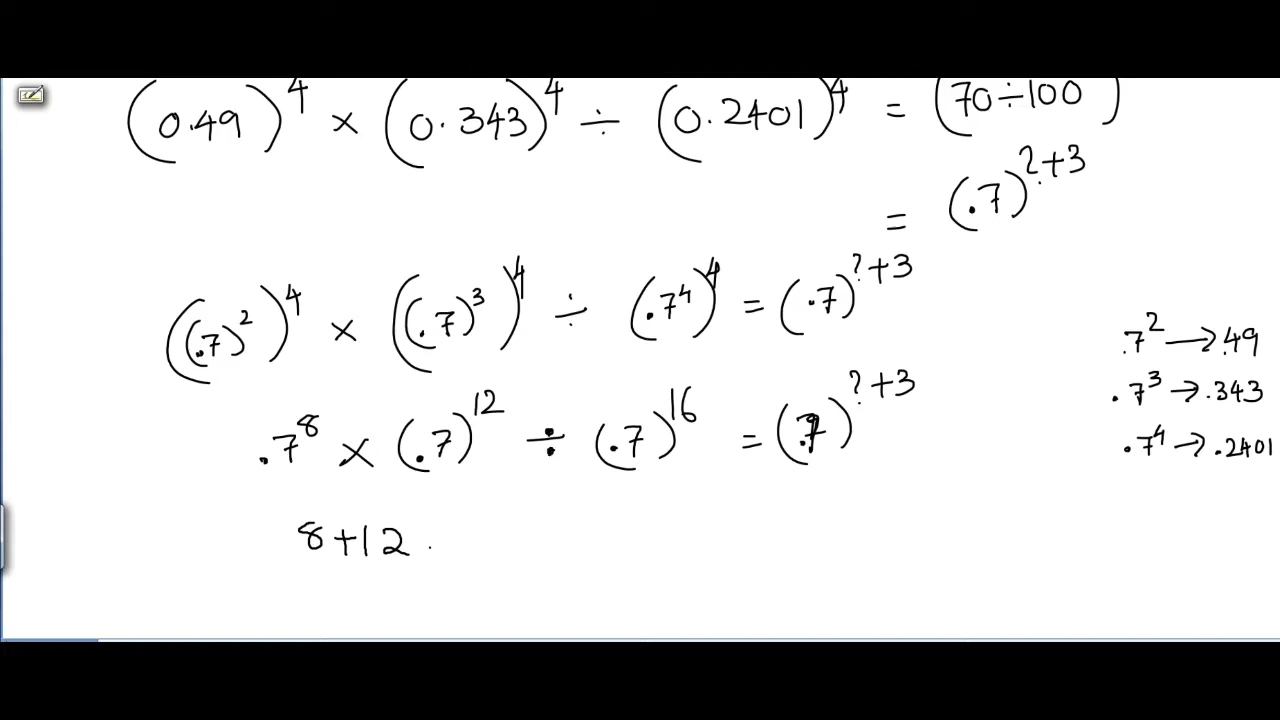 (0.49)^4 × (0.343)^4 ÷ (0.2401)^4 = (70÷100)
= (.7)^?+3
((.7)^2)^4 × ((.7)^3)^4 ÷ (.7^4)^4 = (.7)^?+3
.7^2 → .49
.7^3 → .343
.7^8 × (.7)^12 ÷ (.7)^16 = (.7)^?+3
.7^4 → .2401
8+12